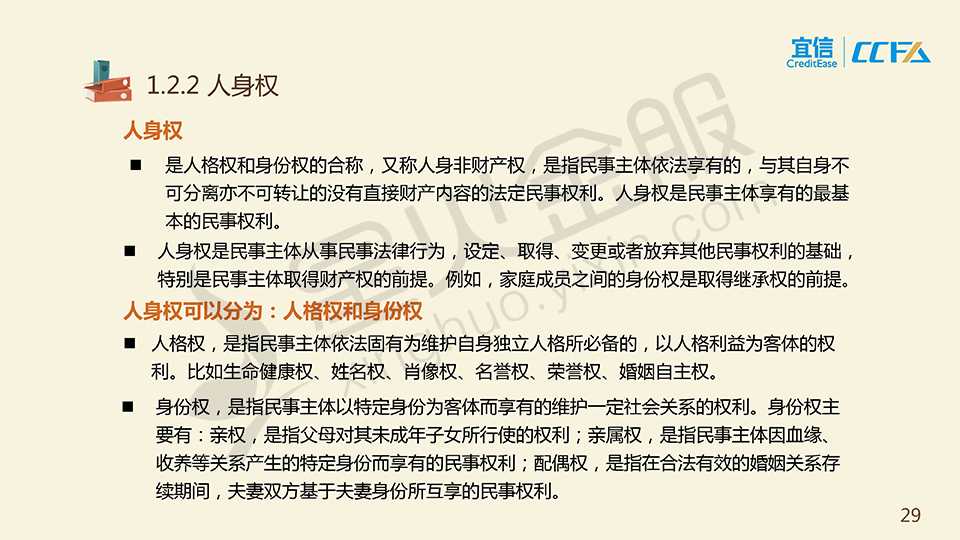 宜信
CreditEase
CCFA
1.2.2 人身权
人身权
■ 是人格权和身份权的合称，又称人身非财产权，是指民事主体依法享有的，与其自身不
可分离亦不可转让的没有直接财产内容的法定民事权利。人身权是民事主体享有的最基
本的民事权利。
■ 人身权是民事主体从事民事法律行为，设定、取得、变更或者放弃其他民事权利的基础，
特别是民事主体取得财产权的前提。例如，家庭成员之间的身份权是取得继承权的前提。
人身权可以分为：人格权和身份权
■ 人格权，是指民事主体依法固有为维护自身独立人格所必备的，以人格利益为客体的权
利。比如生命健康权、姓名权、肖像权、名誉权、荣誉权、婚姻自主权。
■ 身份权，是指民事主体以特定身份为客体而享有的维护一定社会关系的权利。身份权主
要有：亲权，是指父母对其未成年子女所行使的权利；亲属权，是指民事主体因血缘、
收养等关系产生的特定身份而享有的民事权利；配偶权，是指在合法有效的婚姻关系存
续期间，夫妻双方基于夫妻身份所互享的民事权利。
星火金服
xinghuo.yixin.com
29